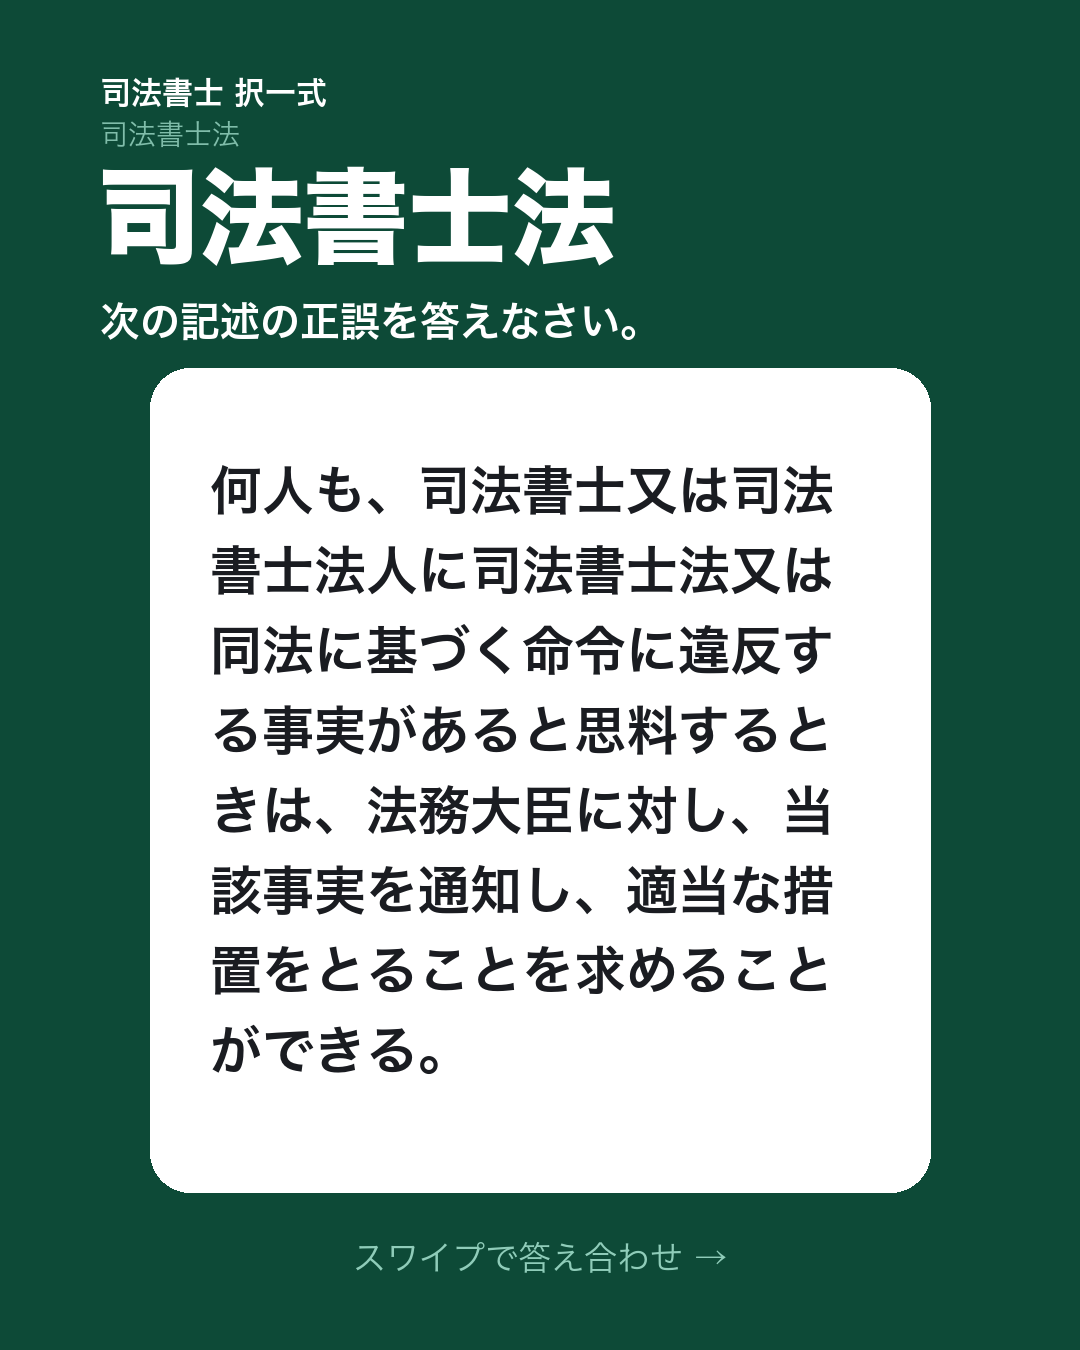 司法書士 択一式
司法書士法
司法書士法
次の記述の正誤を答えなさい。
何人も、司法書士又は司法
書士法人に司法書士法又は
同法に基づく命令に違反す
る事実があると思料すると
きは、法務大臣に対し、当
該事実を通知し、適当な措
置をとることを求めること
ができる。
スワイプで答え合わせ →